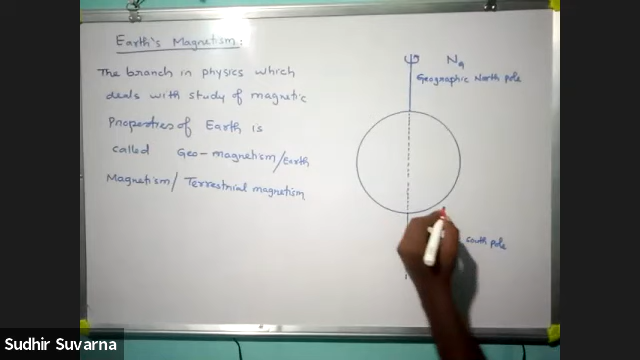 Earth's Magnetism:
The branch in physics which
deals with study of magnetic
Properties of Earth is
called Geo-magnetism/Earth
Magnetism/ Terrestrial magnetism
Ng
Geographic North pole
south pole
Sudhir Suvarna